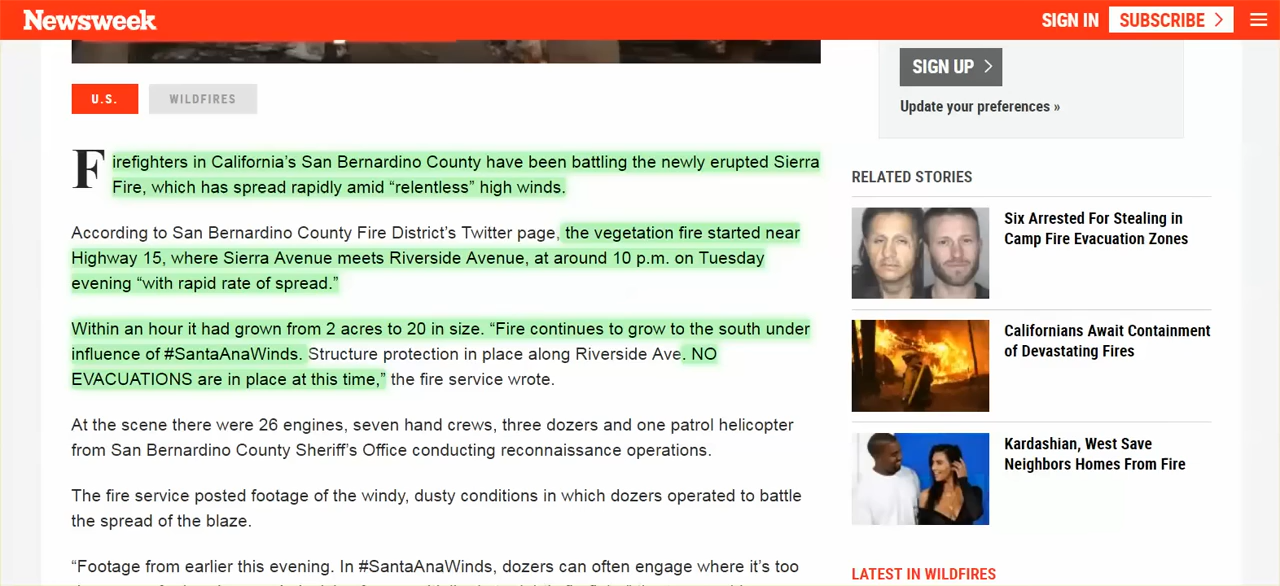 Newsweek
SIGN IN
SUBSCRIBE
U.S.
WILDFIRES
Firefighters in California’s San Bernardino County have been battling the newly erupted Sierra
Fire, which has spread rapidly amid “relentless” high winds.
According to San Bernardino County Fire District’s Twitter page, the vegetation fire started near
Highway 15, where Sierra Avenue meets Riverside Avenue, at around 10 p.m. on Tuesday
evening “with rapid rate of spread.”
Within an hour it had grown from 2 acres to 20 in size. “Fire continues to grow to the south under
influence of #SantaAnaWinds. Structure protection in place along Riverside Ave. NO
EVACUATIONS are in place at this time,” the fire service wrote.
At the scene there were 26 engines, seven hand crews, three dozers and one patrol helicopter
from San Bernardino County Sheriff’s Office conducting reconnaissance operations.
The fire service posted footage of the windy, dusty conditions in which dozers operated to battle
the spread of the blaze.
“Footage from earlier this evening. In #SantaAnaWinds, dozers can often engage where it’s too
SIGN UP
Update your preferences »
RELATED STORIES
Six Arrested For Stealing in
Camp Fire Evacuation Zones
Californians Await Containment
of Devastating Fires
Kardashian, West Save
Neighbors Homes From Fire
LATEST IN WILDFIRES